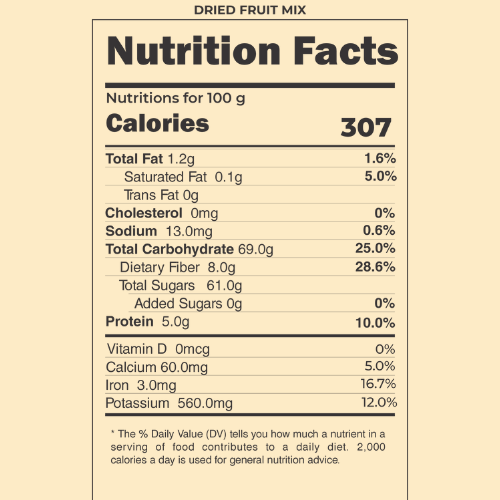 DRIED FRUIT MIX
Nutrition Facts
Nutritions for 100 g
Calories 307
Total Fat 1.2g 1.6%
Saturated Fat 0.1g 5.0%
Trans Fat 0g
Cholesterol 0mg 0%
Sodium 13.0mg 0.6%
Total Carbohydrate 69.0g 25.0%
Dietary Fiber 8.0g 28.6%
Total Sugars 61.0g
Added Sugars 0g 0%
Protein 5.0g 10.0%
Vitamin D 0mcg 0%
Calcium 60.0mg 5.0%
Iron 3.0mg 16.7%
Potassium 560.0mg 12.0%
* The % Daily Value (DV) tells you how much a nutrient in a
serving of food contributes to a daily diet. 2,000
calories a day is used for general nutrition advice.